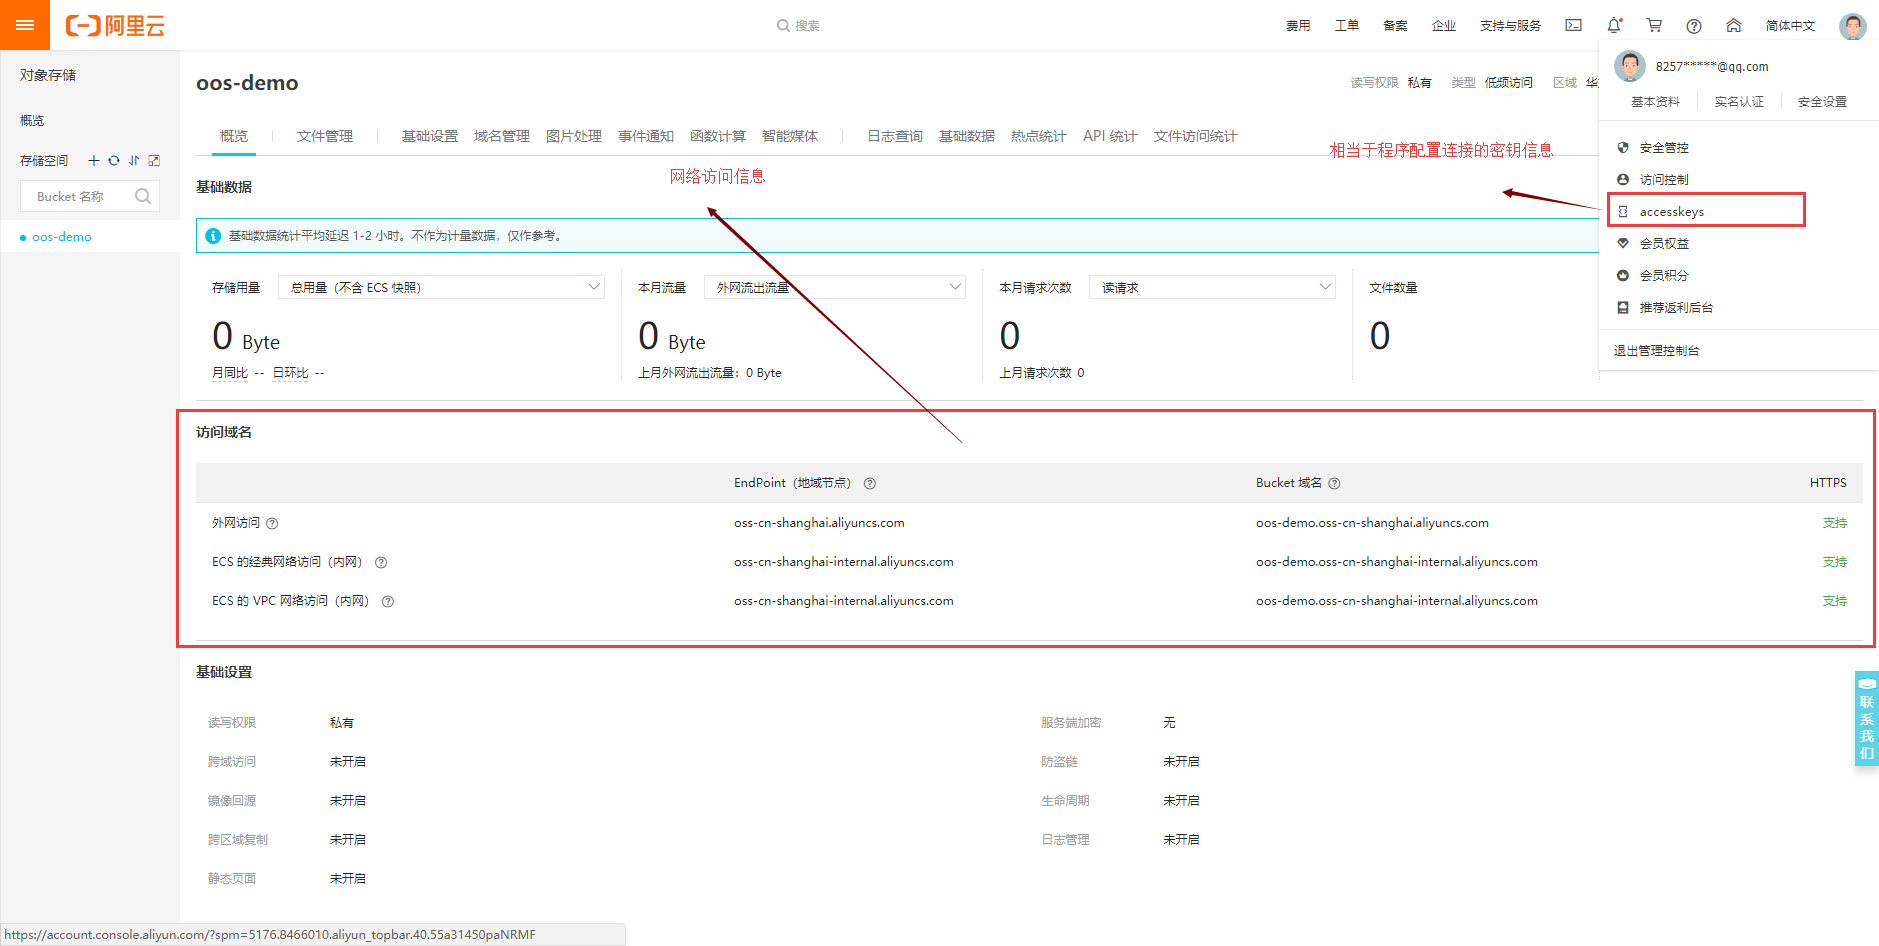 阿里云
搜索
费用 工单 备案 企业 支持与服务 简体中文
8257*****@qq.com
基本资料 实名认证 安全设置
安全管控
访问控制
accesskeys
会员权益
会员积分
推荐返利后台
退出管理控制台
对象存储
概览
存储空间
Bucket 名称
oos-demo
oos-demo
读写权限 私有 类型 低频访问 区域
概览 文件管理 基础设置 域名管理 图片处理 事件通知 函数计算 智能媒体 日志查询 基础数据 热点统计 API 统计 文件访问统计
相当于程序配置连接的密钥信息
网络访问信息
基础数据
基础数据统计平均延迟 1-2 小时。不作为计量数据，仅作参考。
存储用量 总用量（不含 ECS 快照） 本月流量 外网流出流量 本月请求次数 读请求 文件数量
0 Byte 0 Byte 0 0
月同比 -- 日环比 -- 上月外网流出流量：0 Byte 上月请求次数 0
访问域名
EndPoint（地域节点） Bucket 域名 HTTPS
外网访问 oss-cn-shanghai.aliyuncs.com oos-demo.oss-cn-shanghai.aliyuncs.com 支持
ECS 的经典网络访问（内网） oss-cn-shanghai-internal.aliyuncs.com oos-demo.oss-cn-shanghai-internal.aliyuncs.com 支持
ECS 的 VPC 网络访问（内网） oss-cn-shanghai-internal.aliyuncs.com oos-demo.oss-cn-shanghai-internal.aliyuncs.com 支持
基础设置
读写权限 私有 服务端加密 无
跨域访问 未开启 防盗链 未开启
镜像回源 未开启 生命周期 未开启
跨区域复制 未开启 日志管理 未开启
静态页面 未开启
联系我们
https://account.console.aliyun.com/?spm=5176.8466010.aliyun_topbar.40.55a31450paNRMF